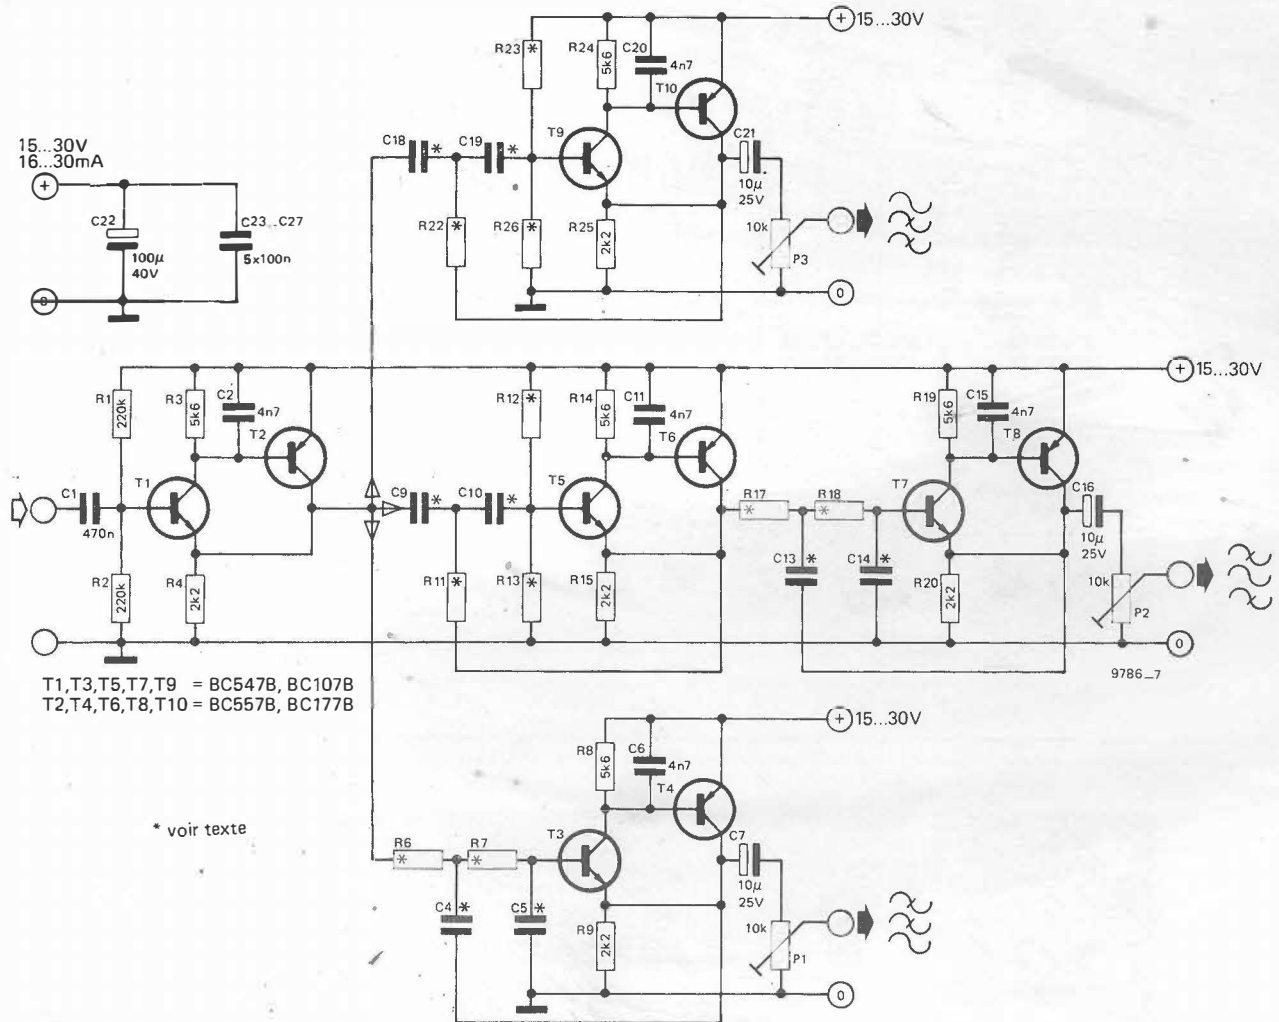 15...30V
R23 *
R24 5k6
C20 4n7
T10
15...30V
16...30mA
+
C22
100µ
40V
C23...C27
5x100n
0
C18 *
C19 *
T9
C21
10µ
25V
R22 *
R26 *
R25 2k2
10k
P3
0
+ 15...30V
R1 220k
R3 5k6
C2 4n7
T2
R12 *
R14 5k6
C11 4n7
T6
R19 5k6
C15 4n7
T8
C1
470n
T1
C9 *
C10 *
T5
R17 *
R18 *
T7
C16
10µ
25V
R2 220k
R4 2k2
R11 *
R13 *
R15 2k2
C13 *
C14 *
R20 2k2
10k
P2
0
9786_7
T1,T3,T5,T7,T9 = BC547B, BC107B
T2,T4,T6,T8,T10 = BC557B, BC177B
+ 15...30V
R8 5k6
C6 4n7
T4
* voir texte
R6 *
R7 *
T3
C7
10µ
25V
C4 *
C5 *
R9 2k2
10k
P1
0